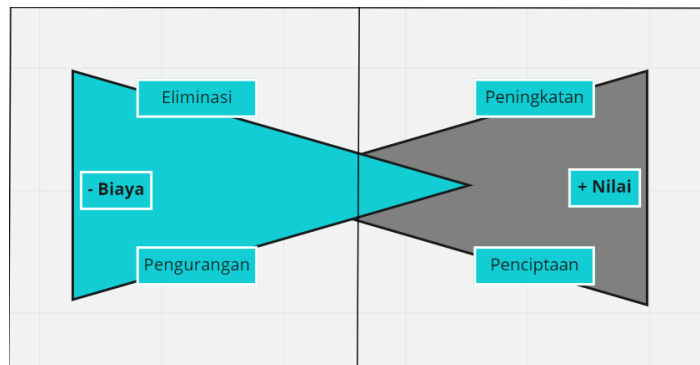 Eliminasi
Peningkatan
- Biaya
+ Nilai
Pengurangan
Penciptaan